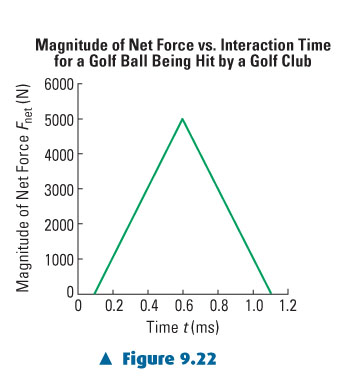 Magnitude of Net Force vs. Interaction Time
for a Golf Ball Being Hit by a Golf Club
Magnitude of Net Force Fnet (N)
6000
5000
4000
3000
2000
1000
0
0 0.2 0.4 0.6 0.8 1.0 1.2
Time t (ms)
▲ Figure 9.22